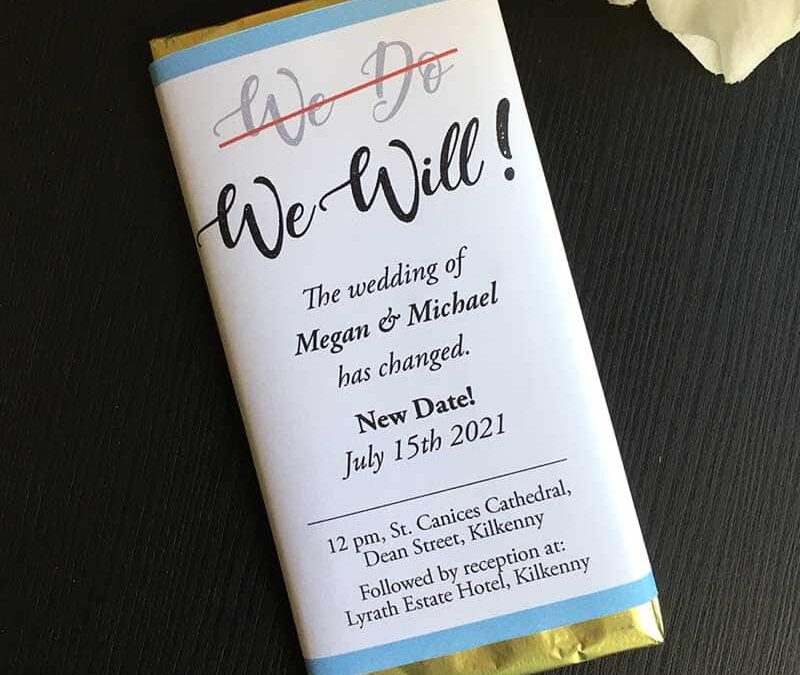 We Do
We Will!
The wedding of
Megan & Michael
has changed.
New Date!
July 15th 2021
12 pm, St. Canices Cathedral,
Dean Street, Kilkenny
Followed by reception at:
Lyrath Estate Hotel, Kilkenny